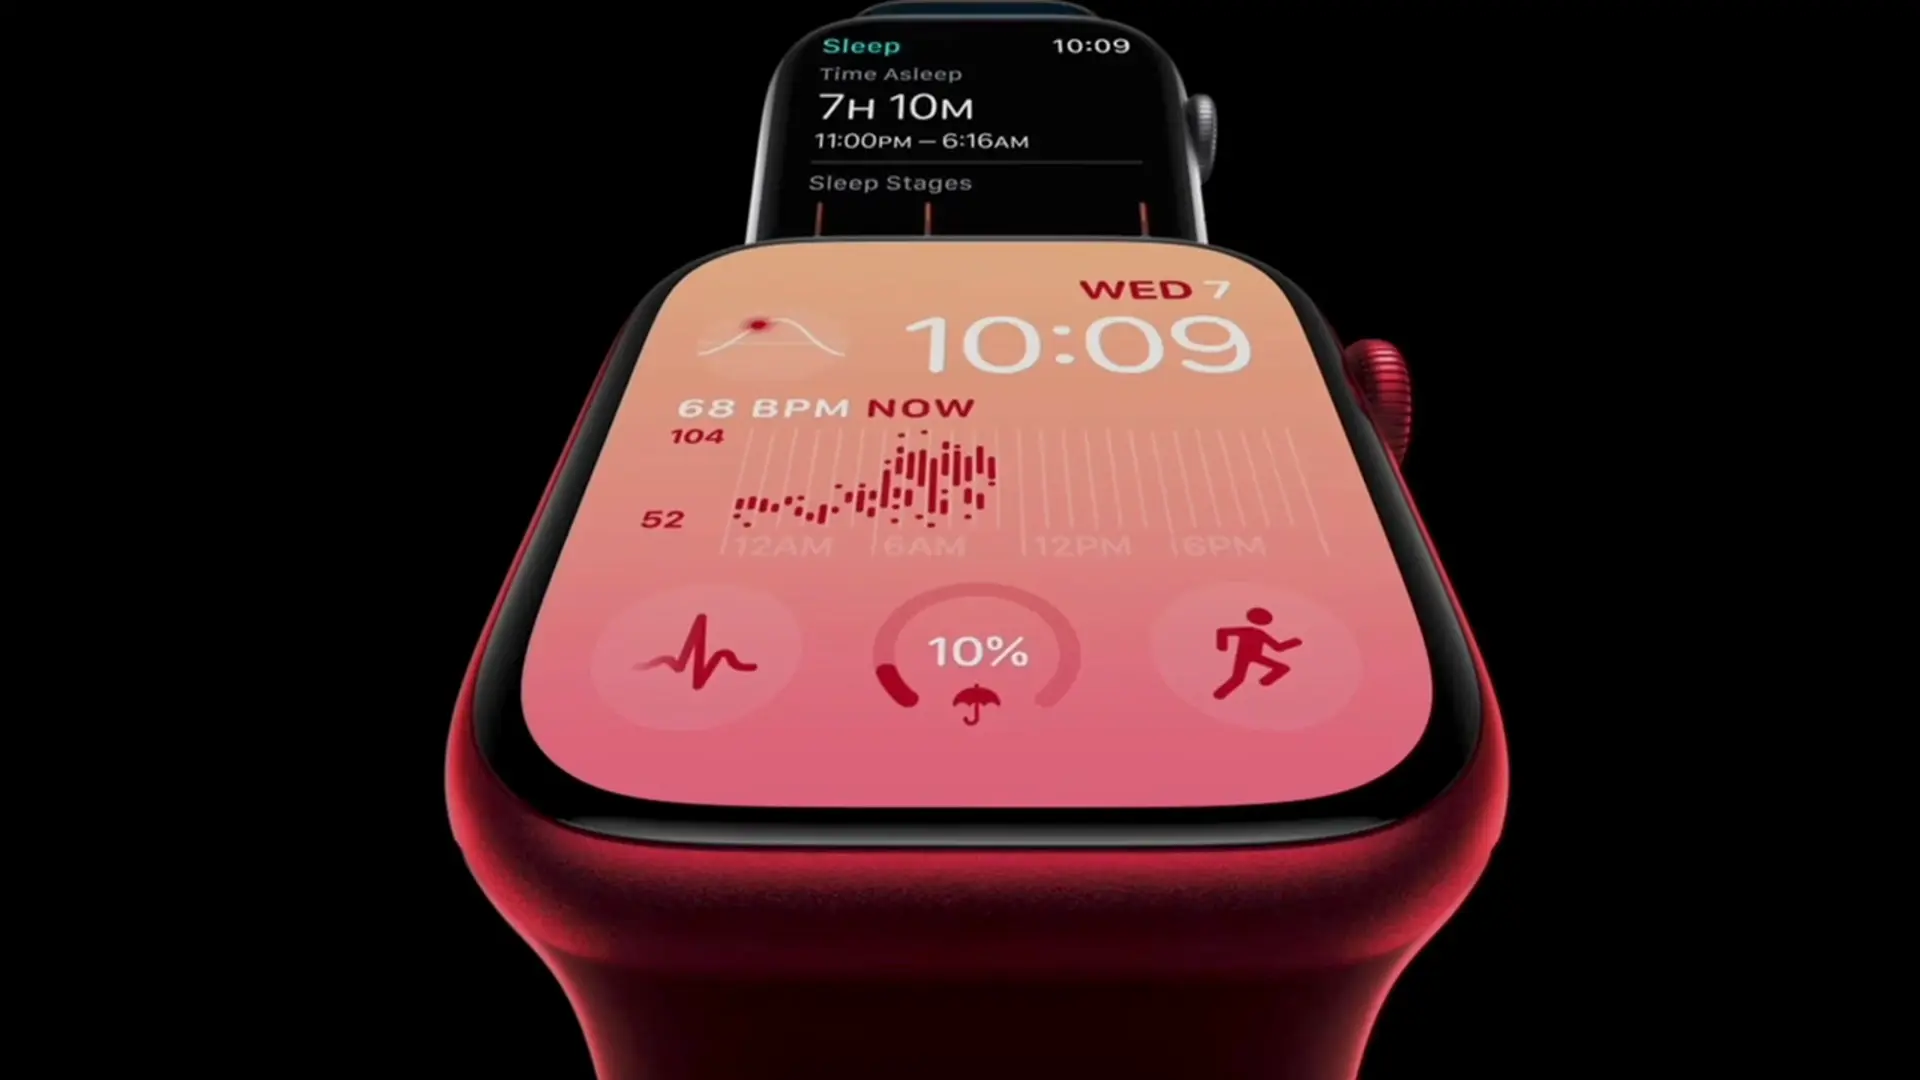 Sleep 10:09
Time Asleep
7H 10M
11:00PM – 6:16AM
Sleep Stages
WED 7
10:09
68 BPM NOW
104
52
12AM 6AM 12PM 6PM
10%